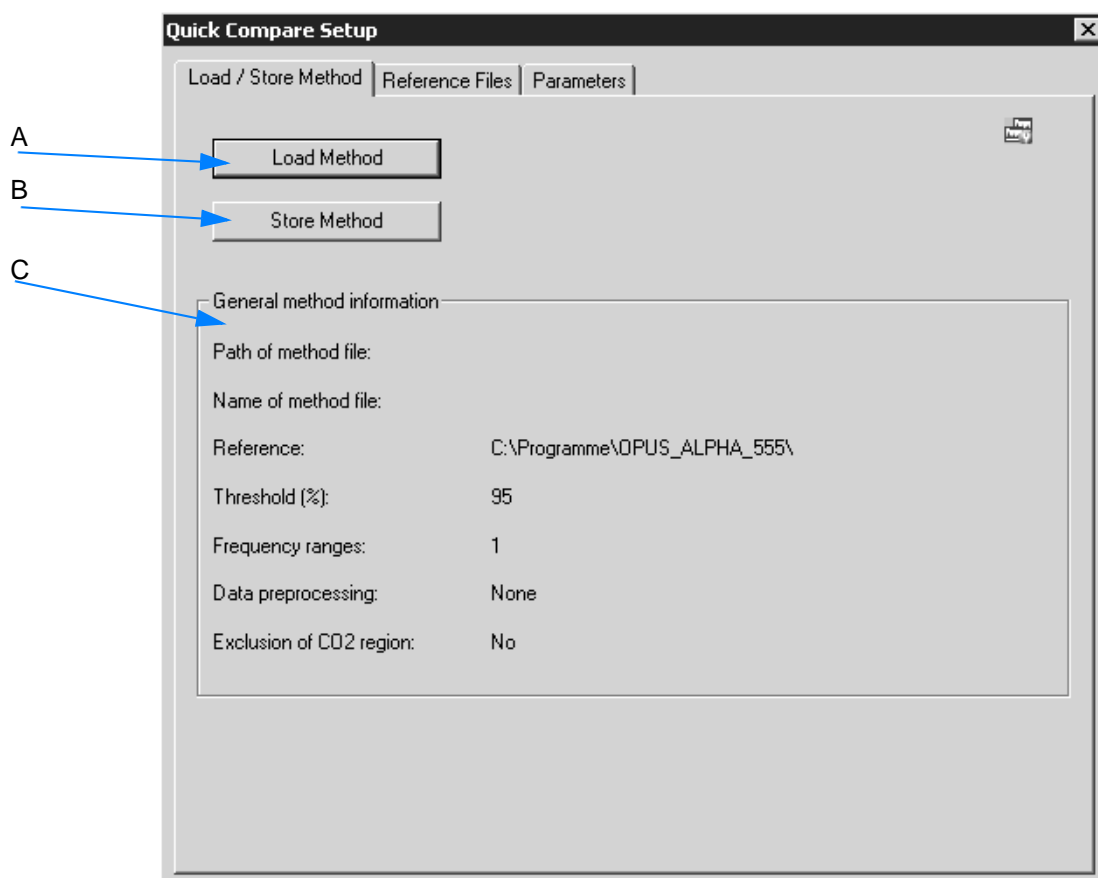 Quick Compare Setup
Load / Store Method Reference Files Parameters
A
Load Method
B
Store Method
C
General method information
Path of method file:
Name of method file:
Reference: C:\Programme\OPUS_ALPHA_555\
Threshold (%): 95
Frequency ranges: 1
Data preprocessing: None
Exclusion of CO2 region: No